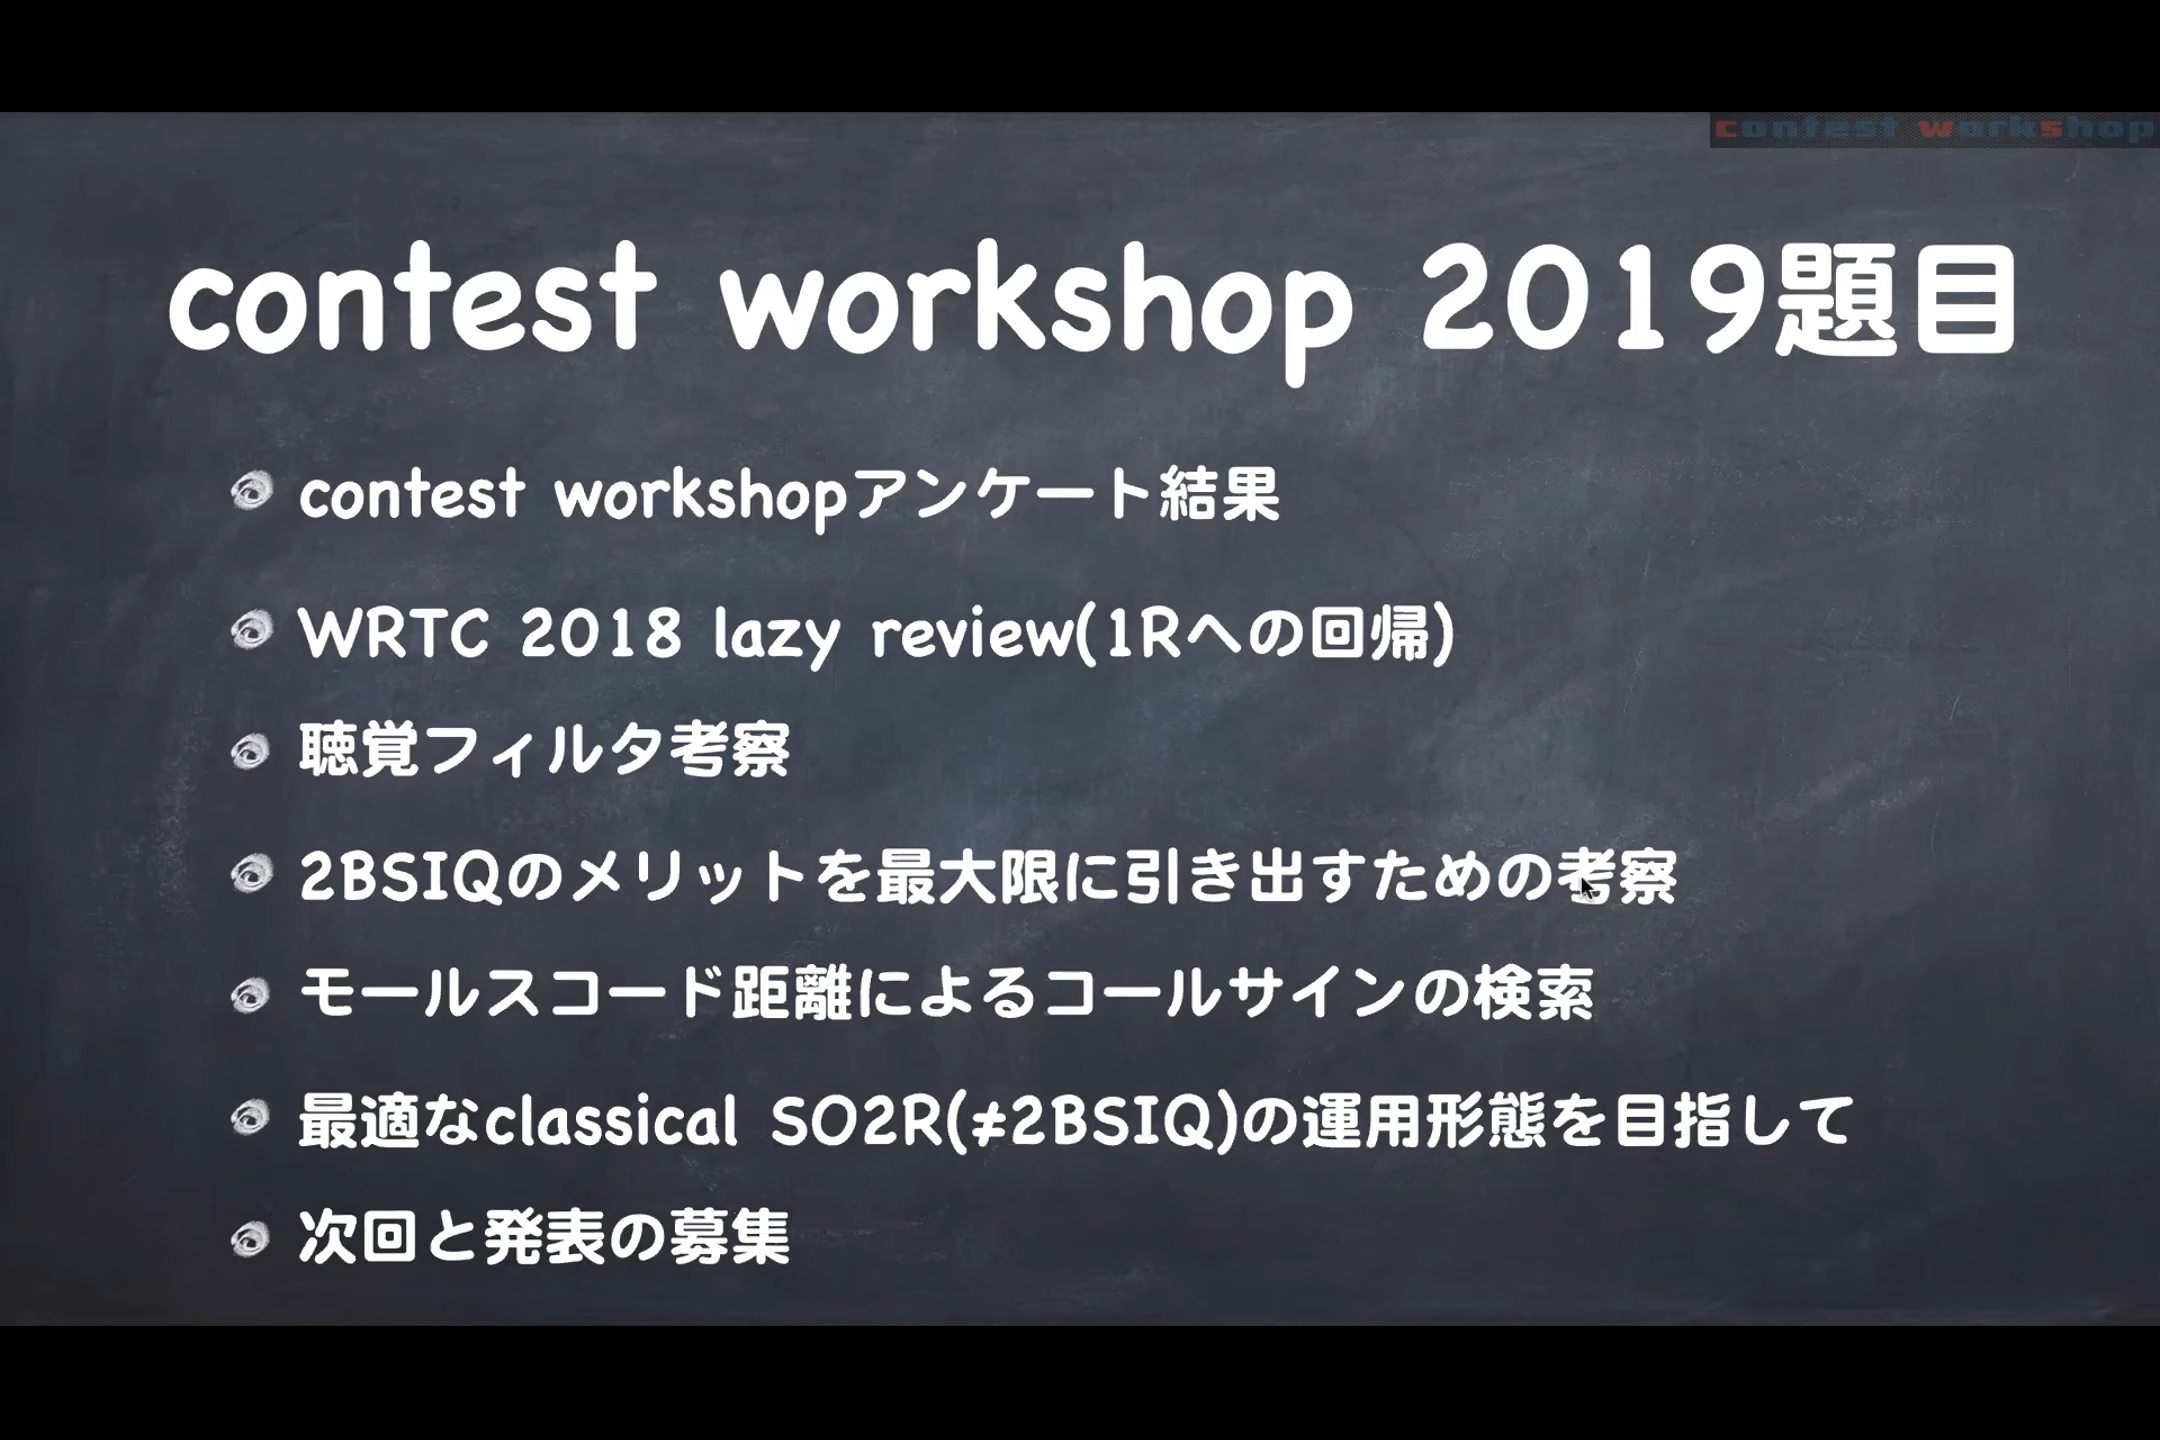 contest workshop
contest workshop 2019題目
contest workshopアンケート結果
WRTC 2018 lazy review(1Rへの回帰)
聴覚フィルタ考察
2BSIQのメリットを最大限に引き出すための考察
モールスコード距離によるコールサインの検索
最適なclassical SO2R(≠2BSIQ)の運用形態を目指して
次回と発表の募集